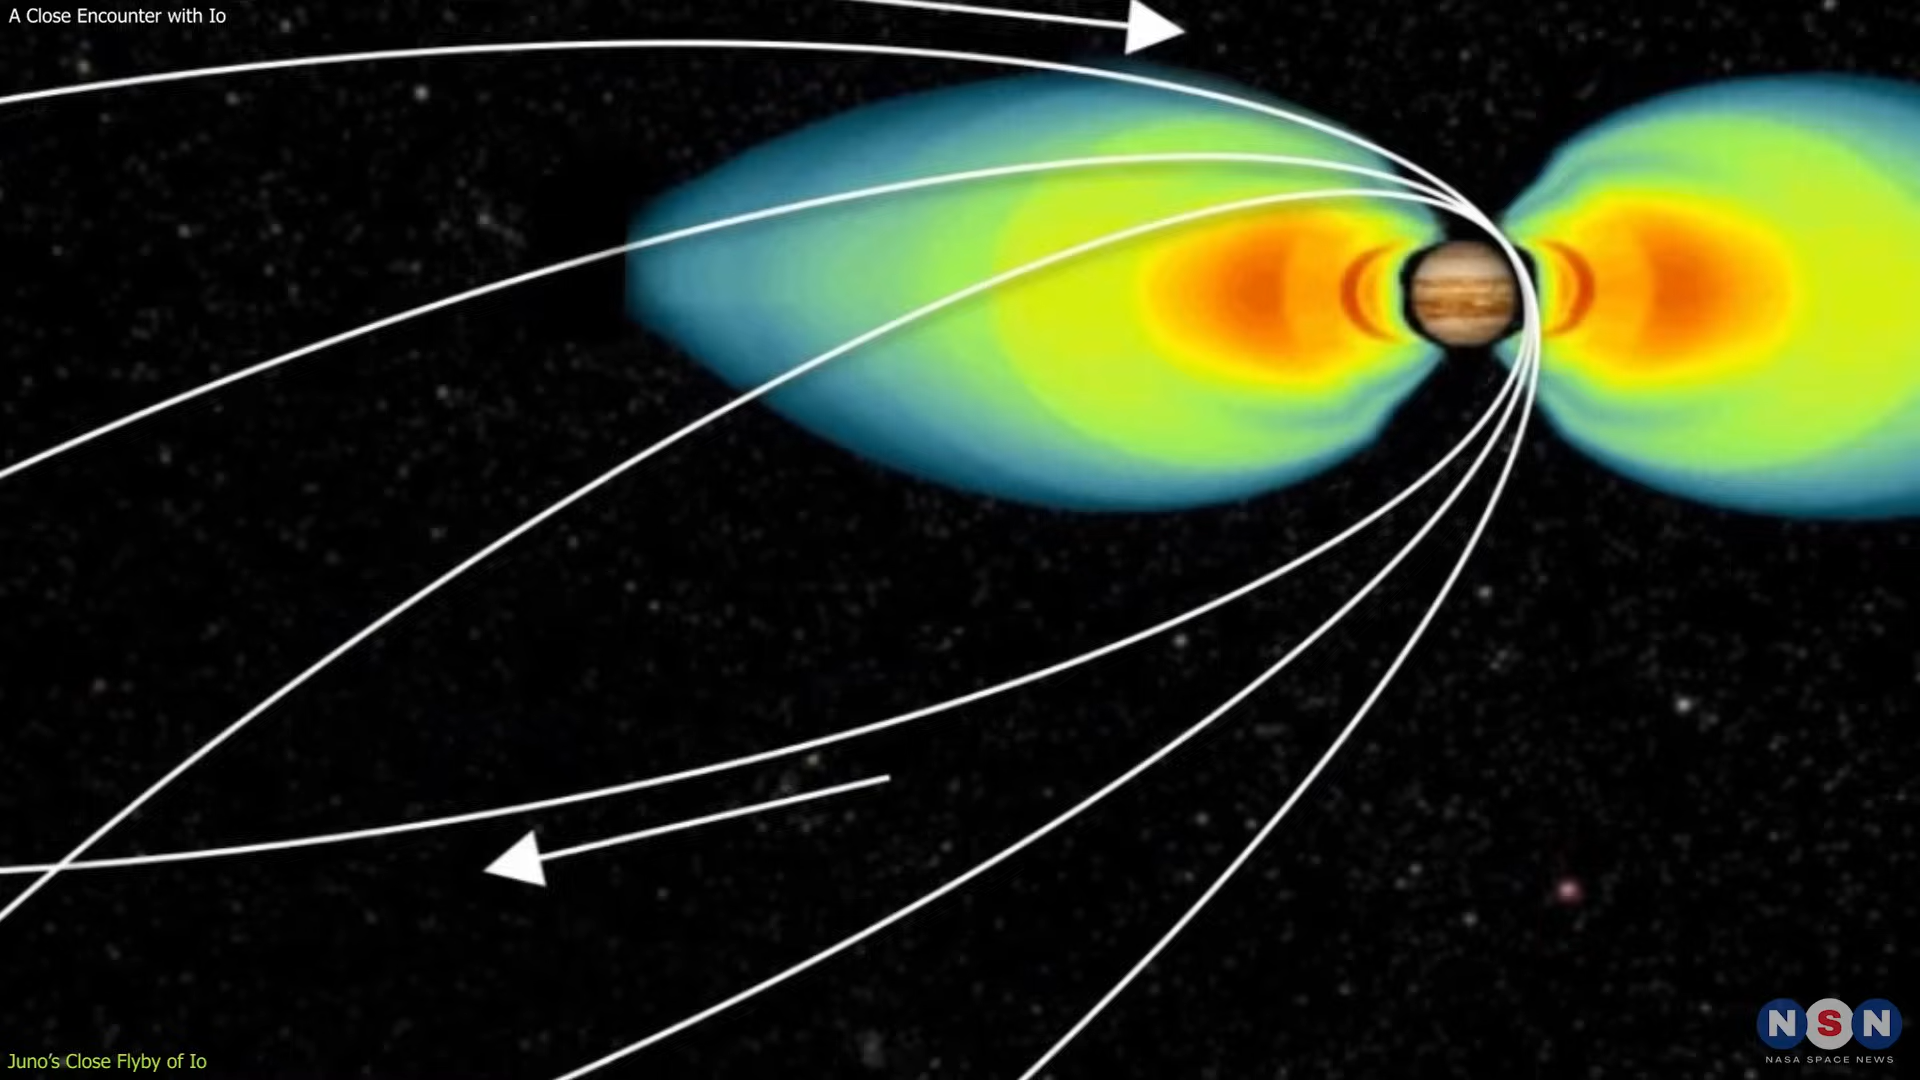 A Close Encounter with Io
Juno’s Close Flyby of Io
NSN
NASA SPACE NEWS